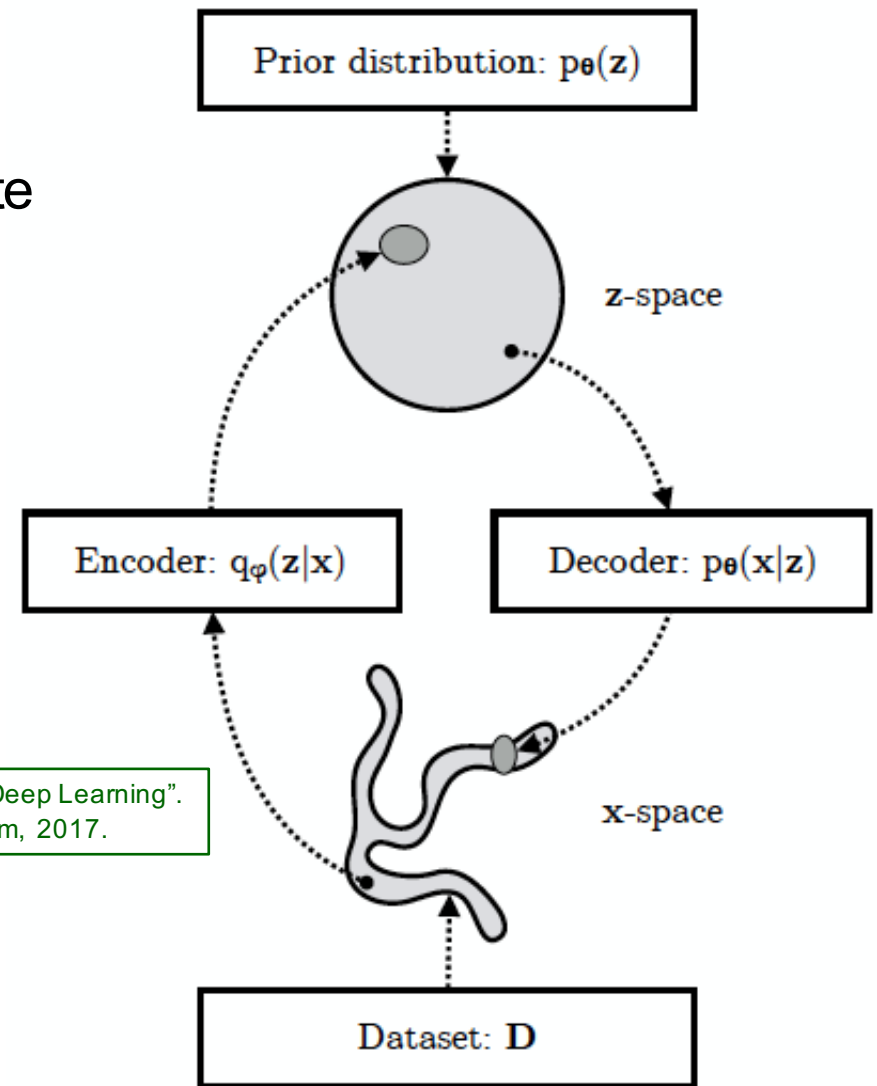 Prior distribution: pθ(z)
z-space
Encoder: qφ(z|x)
Decoder: pθ(x|z)
Deep Learning”.
2017.
x-space
Dataset: D